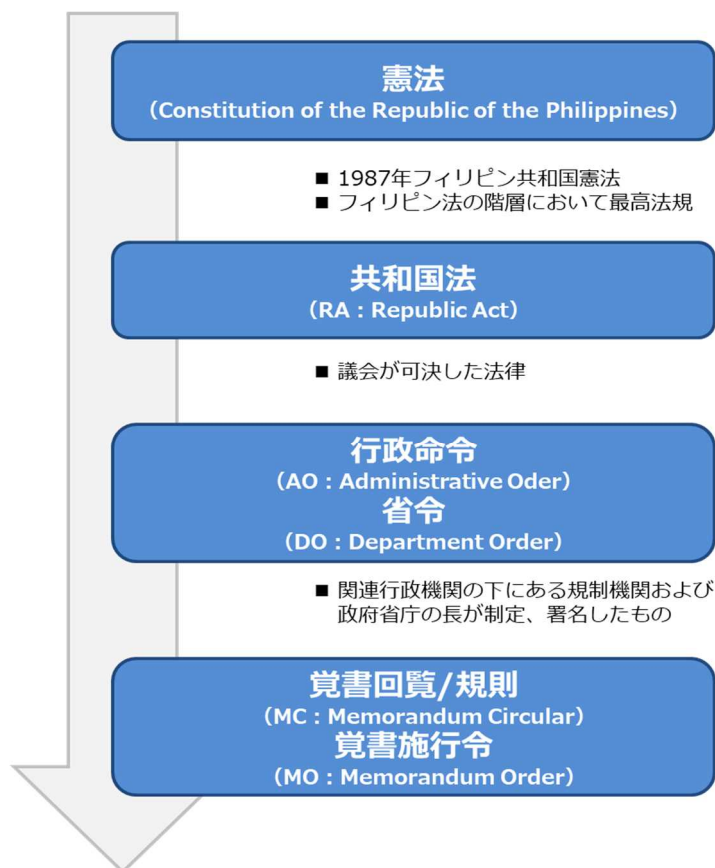 憲法
（Constitution of the Republic of the Philippines）
■ 1987年フィリピン共和国憲法
■ フィリピン法の階層において最高法規
共和国法
（RA：Republic Act）
■ 議会が可決した法律
行政命令
（AO：Administrative Oder）
省令
（DO：Department Order）
■ 関連行政機関の下にある規制機関および
政府省庁の長が制定、署名したもの
覚書回覧/規則
（MC：Memorandum Circular）
覚書施行令
（MO：Memorandum Order）